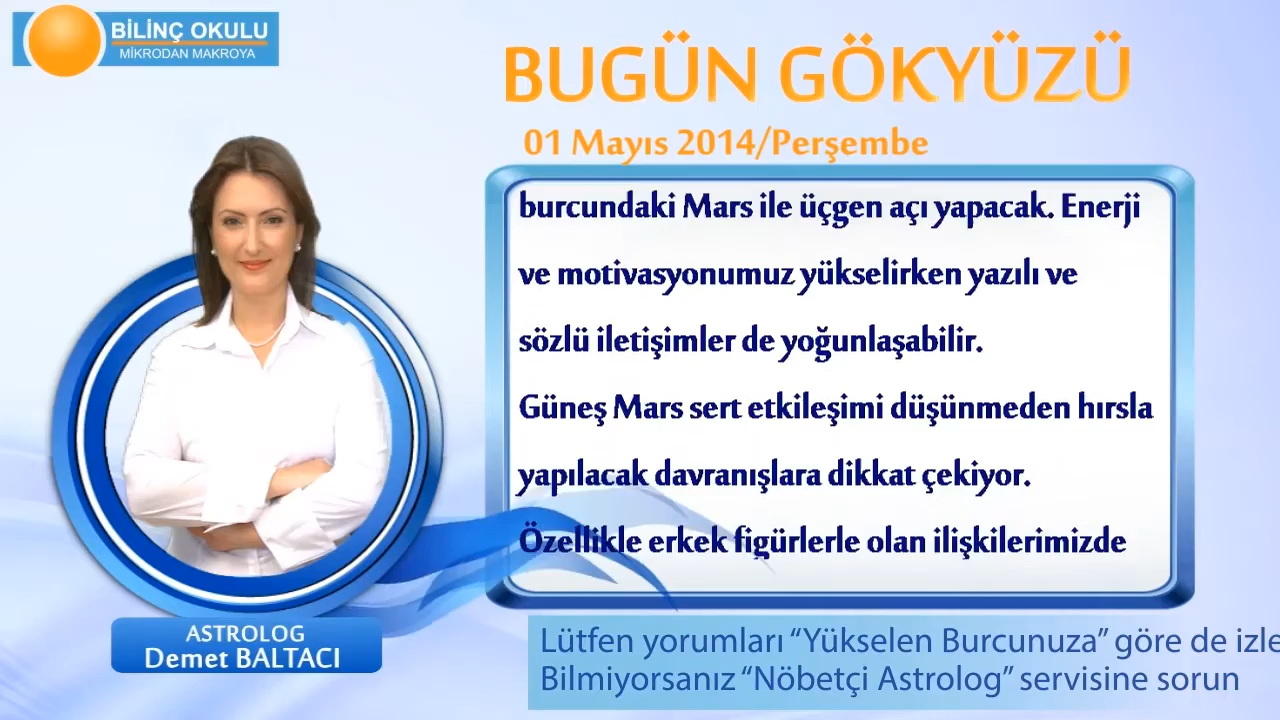 BİLİNÇ OKULU
MİKRODAN MAKROYA
BUGÜN GÖKYÜZÜ
01 Mayıs 2014/Perşembe
burcundaki Mars ile üçgen açı yapacak. Enerji
ve motivasyonumuz yükselirken yazılı ve
sözlü iletişimler de yoğunlaşabilir.
Güneş Mars sert etkileşimi düşünmeden hırsla
yapılacak davranışlara dikkat çekiyor.
Özellikle erkek figürlerle olan ilişkilerimizde
ASTROLOG
Demet BALTACI
Lütfen yorumları “Yükselen Burcunuza” göre de izle
Bilmiyorsanız “Nöbetçi Astrolog” servisine sorun